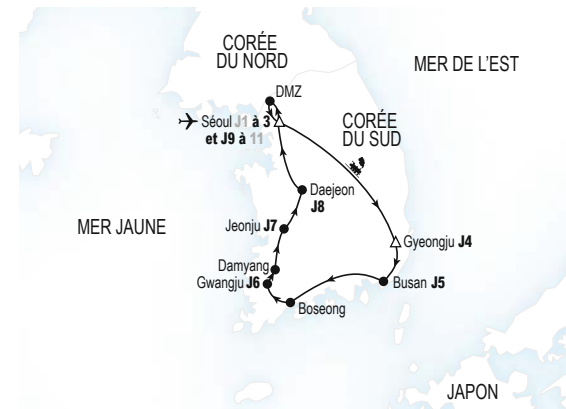 CORÉE
DU NORD
MER DE L'EST
DMZ
Séoul J1 à 3
et J9 à 11
CORÉE
DU SUD
Daejeon
J8
MER JAUNE
Jeonju J7
Gyeongju J4
Damyang
Gwangju J6
Busan J5
Boseong
JAPON